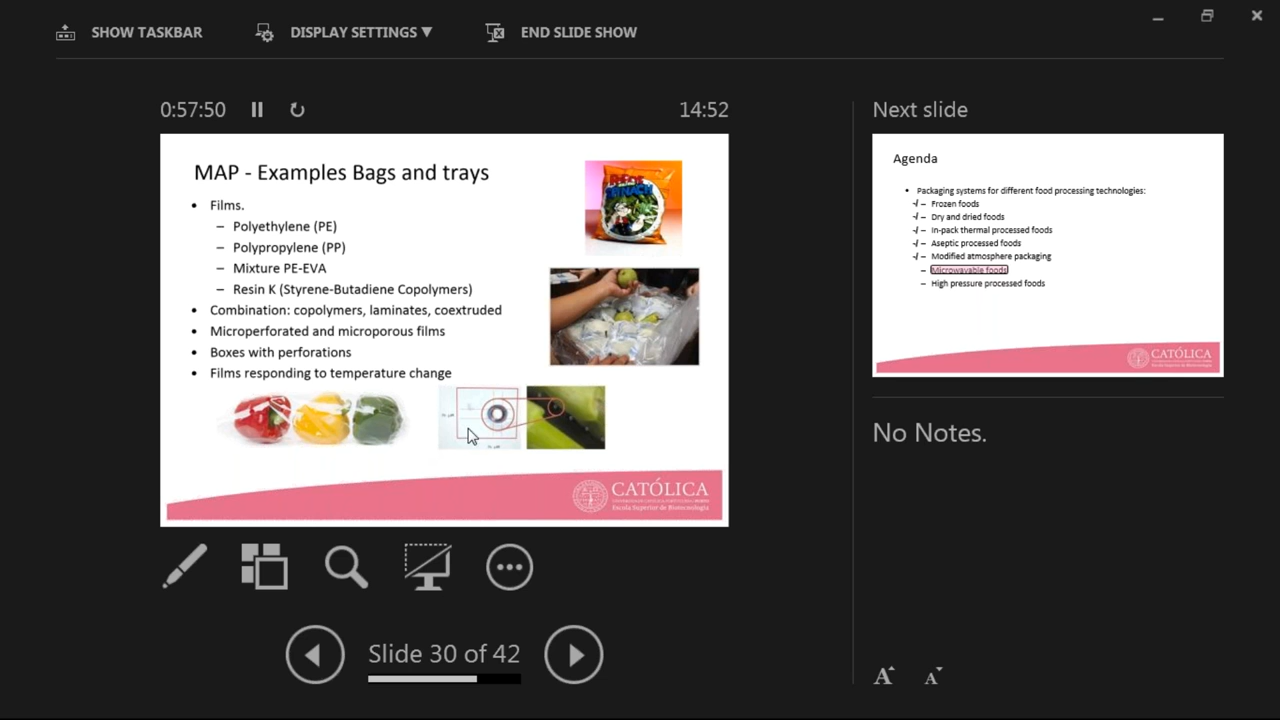 SHOW TASKBAR
DISPLAY SETTINGS ▼
END SLIDE SHOW
0:57:50
14:52
MAP - Examples Bags and trays
• Films.
– Polyethylene (PE)
– Polypropylene (PP)
– Mixture PE-EVA
– Resin K (Styrene-Butadiene Copolymers)
• Combination: copolymers, laminates, coextruded
• Microperforated and microporous films
• Boxes with perforations
• Films responding to temperature change
CATÓLICA
Escola Superior de Biotecnologia
Slide 30 of 42
Next slide
Agenda
• Packaging systems for different food processing technologies:
√ – Frozen foods
√ – Dry and dried foods
√ – In-pack thermal processed foods
√ – Aseptic processed foods
√ – Modified atmosphere packaging
– Microwavable foods
– High pressure processed foods
CATÓLICA
No Notes.
A A